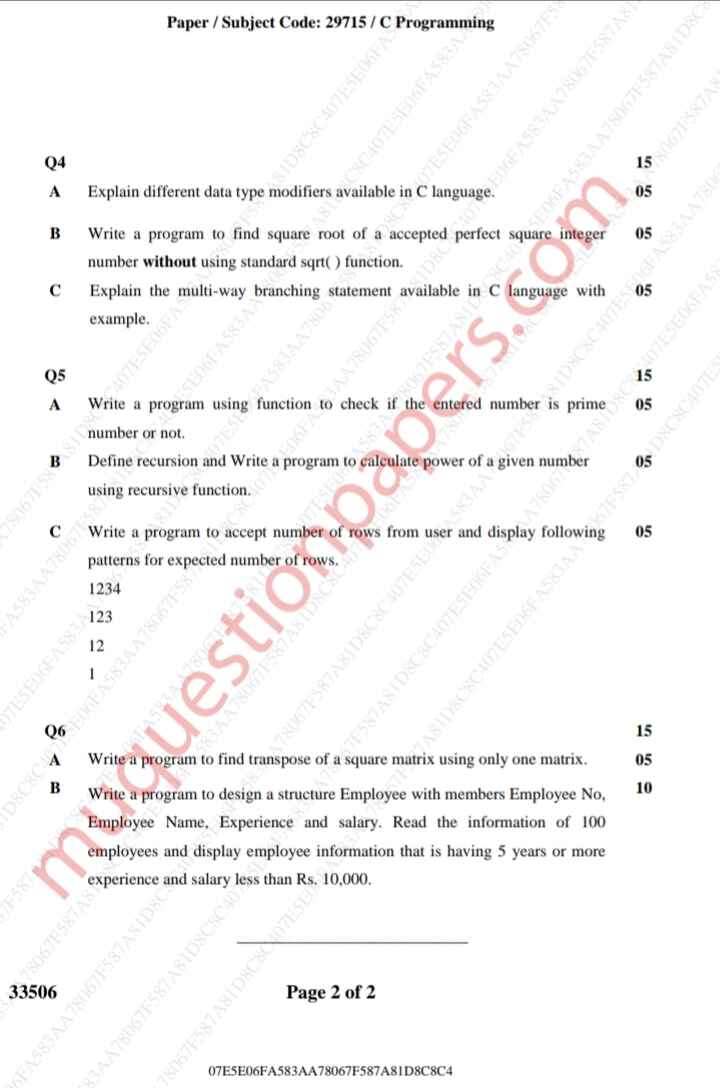 Paper / Subject Code: 29715 / C Programming
Q4 15
A Explain different data type modifiers available in C language. 05
B Write a program to find square root of a accepted perfect square integer 05
number without using standard sqrt( ) function.
C Explain the multi-way branching statement available in C language with 05
example.
Q5 15
A Write a program using function to check if the entered number is prime 05
number or not.
B Define recursion and Write a program to calculate power of a given number 05
using recursive function.
C Write a program to accept number of rows from user and display following 05
patterns for expected number of rows.
1234
123
12
1
Q6 15
A Write a program to find transpose of a square matrix using only one matrix. 05
B Write a program to design a structure Employee with members Employee No, 10
Employee Name, Experience and salary. Read the information of 100
employees and display employee information that is having 5 years or more
experience and salary less than Rs. 10,000.
muquestionpapers.com
33506 Page 2 of 2
07E5E06FA583AA78067F587A81D8C8C4